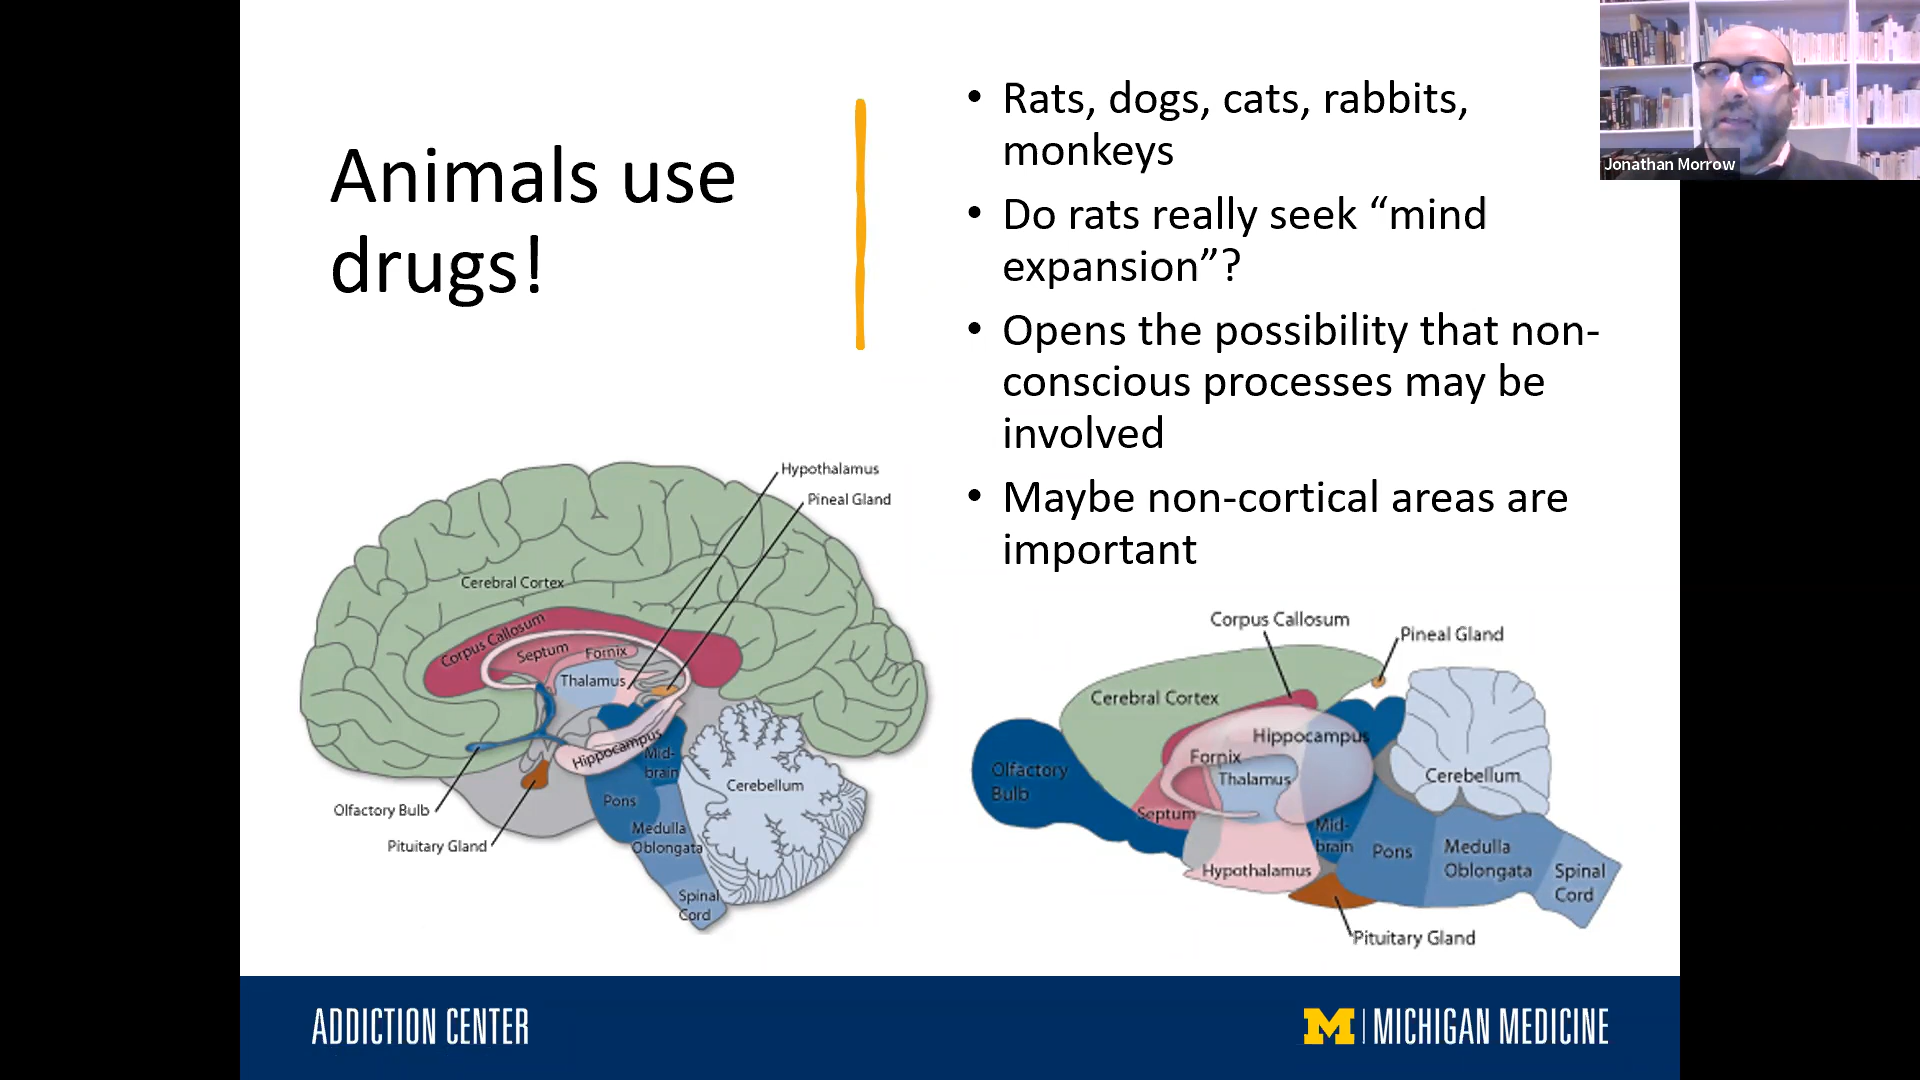 Animals use
drugs!
• Rats, dogs, cats, rabbits,
monkeys
• Do rats really seek “mind
expansion”?
• Opens the possibility that non-
conscious processes may be
involved
• Maybe non-cortical areas are
important
Jonathan Morrow
Hypothalamus
Pineal Gland
Cerebral Cortex
Corpus Callosum
Septum
Fornix
Thalamus
Hippocampus
Mid-
brain
Cerebellum
Pons
Olfactory Bulb
Medulla
Oblongata
Pituitary Gland
Spinal
Cord
Corpus Callosum
Pineal Gland
Cerebral Cortex
Hippocampus
Fornix
Thalamus
Olfactory
Bulb
Cerebellum
Septum
Mid-
brain
Pons
Medulla
Oblongata
Spinal
Cord
Hypothalamus
Pituitary Gland
ADDICTION CENTER
M | MICHIGAN MEDICINE